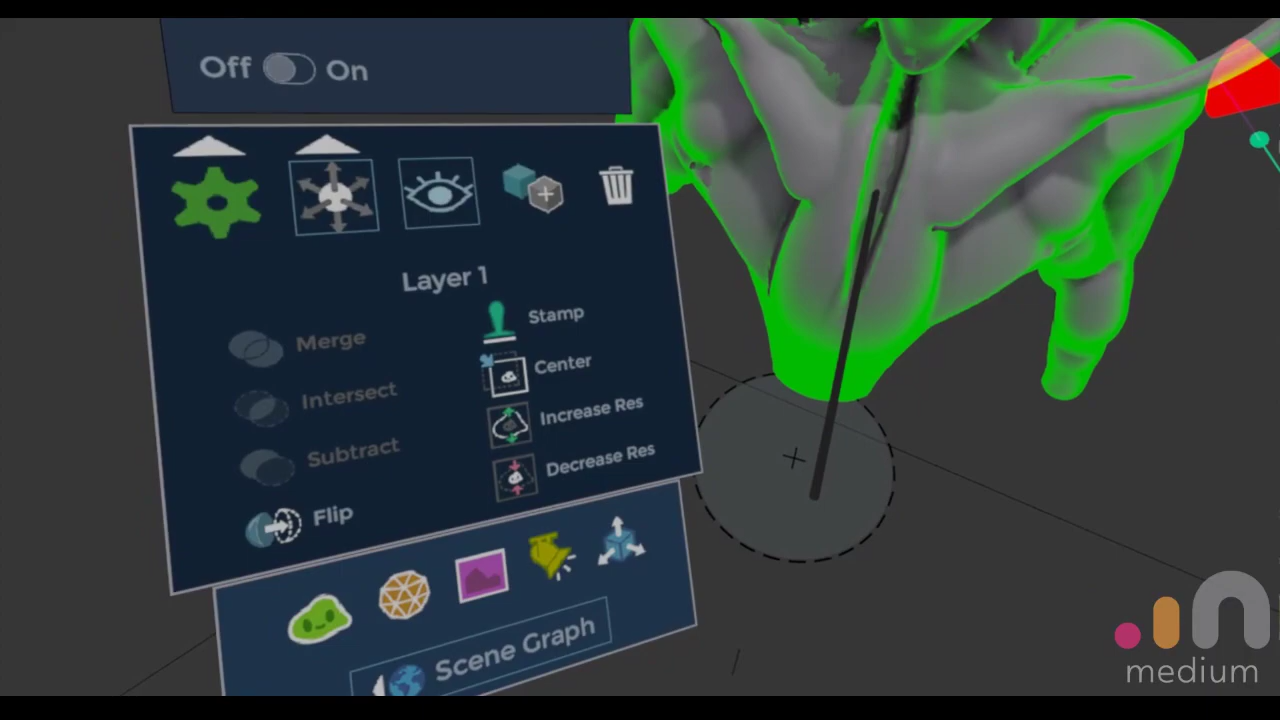 Off On
Layer 1
Merge
Intersect
Subtract
Flip
Stamp
Center
Increase Res
Decrease Res
Scene Graph
medium